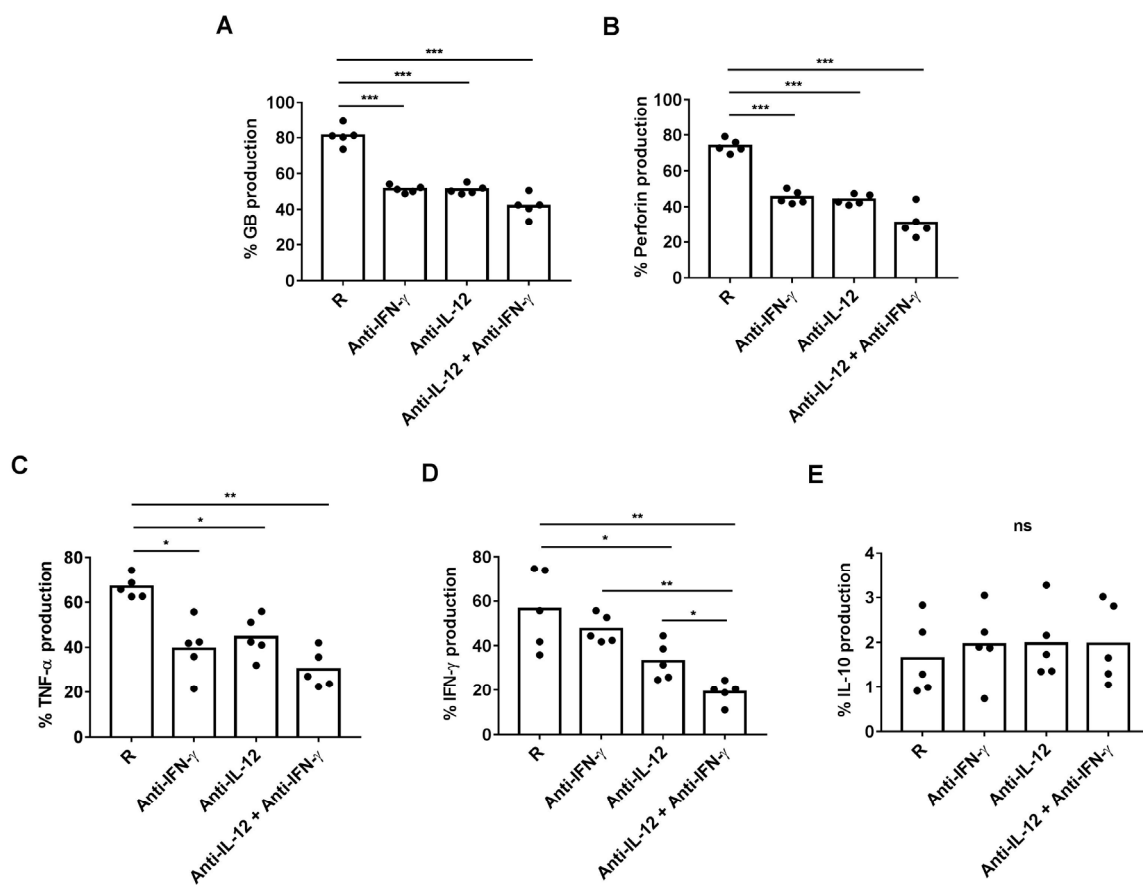 A
***
***
***
% GB production
100
80
60
40
20
0
R
Anti-IFN-γ
Anti-IL-12
Anti-IL-12 + Anti-IFN-γ
B
***
***
***
% Perforin production
100
80
60
40
20
0
R
Anti-IFN-γ
Anti-IL-12
Anti-IL-12 + Anti-IFN-γ
C
**
*
*
% TNF-α production
80
60
40
20
0
R
Anti-IFN-γ
Anti-IL-12
Anti-IL-12 + Anti-IFN-γ
D
**
*
**
*
% IFN-γ production
80
60
40
20
0
R
Anti-IFN-γ
Anti-IL-12
Anti-IL-12 + Anti-IFN-γ
E
ns
% IL-10 production
4
3
2
1
0
R
Anti-IFN-γ
Anti-IL-12
Anti-IL-12 + Anti-IFN-γ